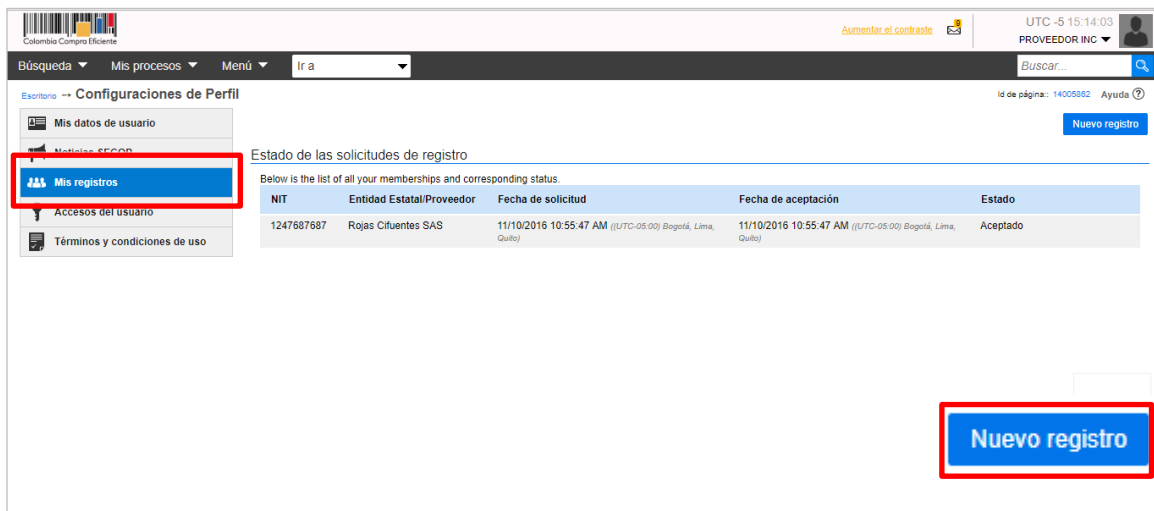 Colombia Compra Eficiente
Aumentar el contraste
0
UTC -5 15:14:03
PROVEEDOR INC
Búsqueda
Mis procesos
Menú
Ir a
Buscar...
Escritorio → Configuraciones de Perfil
Id de página:: 14005862 Ayuda ?
Mis datos de usuario
Nuevo registro
Noticias SECOP
Estado de las solicitudes de registro
Mis registros
Below is the list of all your memberships and corresponding status.
NIT Entidad Estatal/Proveedor Fecha de solicitud Fecha de aceptación Estado
Accesos del usuario
1247687687 Rojas Cifuentes SAS 11/10/2016 10:55:47 AM ((UTC-05:00) Bogotá, Lima, 11/10/2016 10:55:47 AM ((UTC-05:00) Bogotá, Lima, Aceptado
Quito) Quito)
Términos y condiciones de uso
Nuevo registro